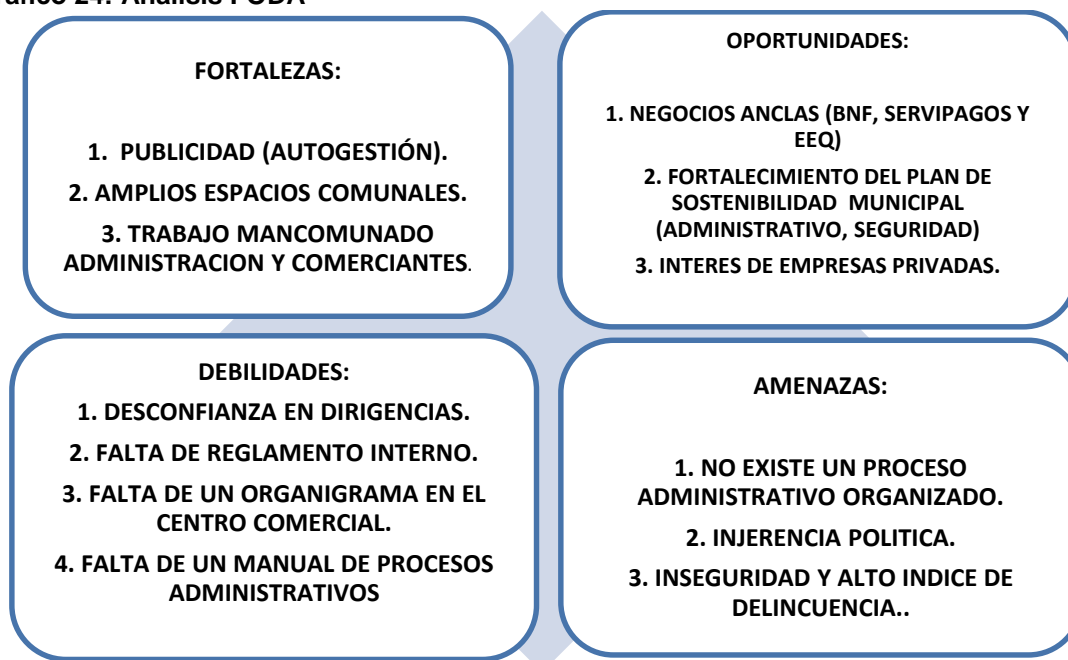 24: Análisis FODA
FORTALEZAS:
1. PUBLICIDAD (AUTOGESTIÓN).
2. AMPLIOS ESPACIOS COMUNALES.
3. TRABAJO MANCOMUNADO
ADMINISTRACION Y COMERCIANTES.
OPORTUNIDADES:
1. NEGOCIOS ANCLAS (BNF, SERVIPAGOS Y
EEQ)
2. FORTALECIMIENTO DEL PLAN DE
SOSTENIBILIDAD MUNICIPAL
(ADMINISTRATIVO, SEGURIDAD)
3. INTERES DE EMPRESAS PRIVADAS.
DEBILIDADES:
1. DESCONFIANZA EN DIRIGENCIAS.
2. FALTA DE REGLAMENTO INTERNO.
3. FALTA DE UN ORGANIGRAMA EN EL
CENTRO COMERCIAL.
4. FALTA DE UN MANUAL DE PROCESOS
ADMINISTRATIVOS
AMENAZAS:
1. NO EXISTE UN PROCESO
ADMINISTRATIVO ORGANIZADO.
2. INJERENCIA POLITICA.
3. INSEGURIDAD Y ALTO INDICE DE
DELINCUENCIA..